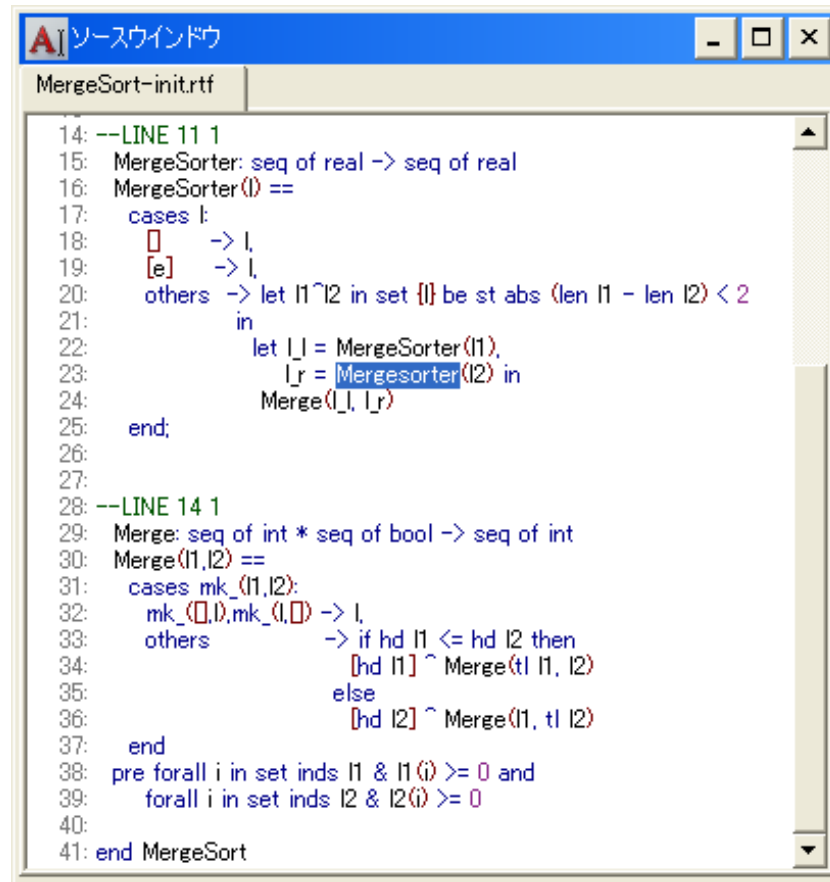 ソースウインドウ
MergeSort-init.rtf
14: --LINE 11 1
15: MergeSorter: seq of real -> seq of real
16: MergeSorter(l) ==
17: cases l:
18: [] -> l,
19: [e] -> l,
20: others -> let l1^l2 in set {l} be st abs (len l1 - len l2) < 2
21: in
22: let l_l = MergeSorter(l1),
23: l_r = Mergesorter(l2) in
24: Merge(l_l, l_r)
25: end;
26:
27:
28: --LINE 14 1
29: Merge: seq of int * seq of bool -> seq of int
30: Merge(l1,l2) ==
31: cases mk_(l1,l2):
32: mk_([],l),mk_(l,[]) -> l,
33: others -> if hd l1 <= hd l2 then
34: [hd l1] ^ Merge(tl l1, l2)
35: else
36: [hd l2] ^ Merge(l1, tl l2)
37: end
38: pre forall i in set inds l1 & l1(i) >= 0 and
39: forall i in set inds l2 & l2(i) >= 0
40:
41: end MergeSort